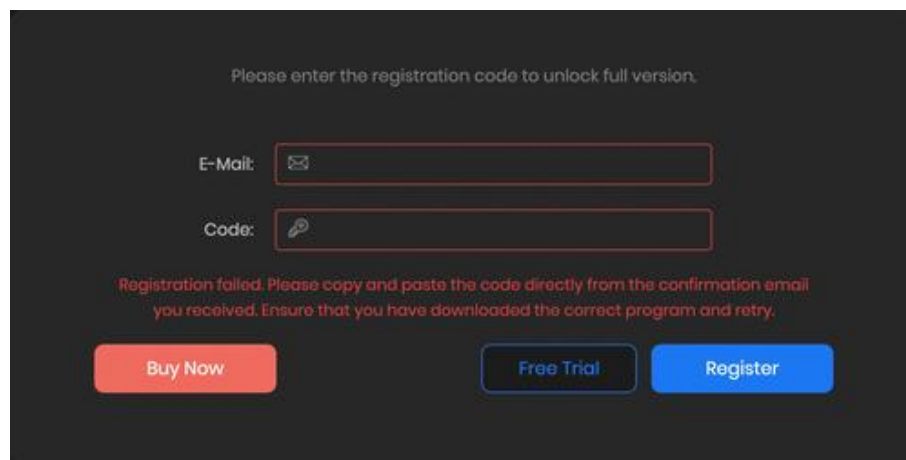 Please enter the registration code to unlock full version.
E-Mail:
Code:
Registration failed. Please copy and paste the code directly from the confirmation email
you received. Ensure that you have downloaded the correct program and retry.
Buy Now
Free Trial
Register